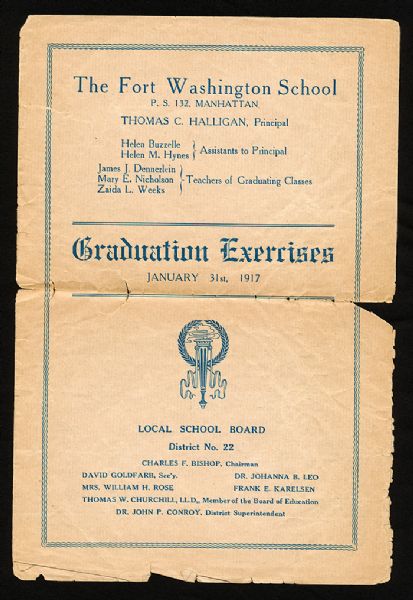 The Fort Washington School
P. S. 132, MANHATTAN
THOMAS C. HALLIGAN, Principal
Helen Buzzelle
Helen M. Hynes } Assistants to Principal
James J. Dennerlein
Mary E. Nicholson } Teachers of Graduating Classes
Zaida L. Weeks
Graduation Exercises
JANUARY 31st, 1917
LOCAL SCHOOL BOARD
District No. 22
CHARLES F. BISHOP, Chairman
DAVID GOLDFARB, Sec'y. DR. JOHANNA B. LEO
MRS. WILLIAM H. ROSE FRANK E. KARELSEN
THOMAS W. CHURCHILL, LL.D., Member of the Board of Education
DR. JOHN P. CONROY, District Superintendent